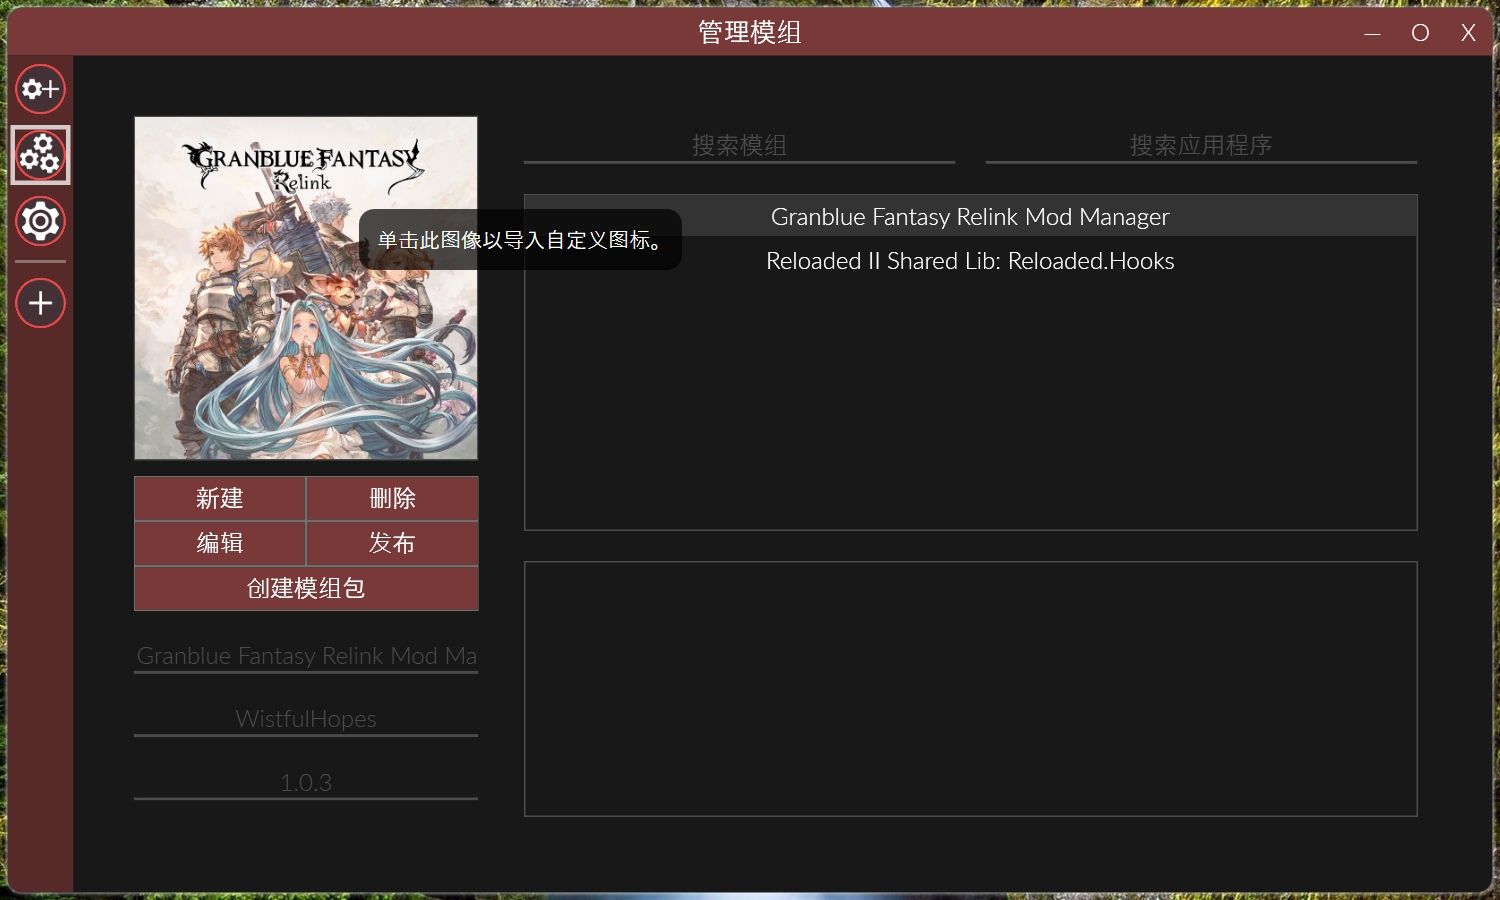 管理模组
— O X
GRANBLUE FANTASY
Relink
单击此图像以导入自定义图标。
搜索模组
搜索应用程序
Granblue Fantasy Relink Mod Manager
Reloaded II Shared Lib: Reloaded.Hooks
新建
删除
编辑
发布
创建模组包
Granblue Fantasy Relink Mod Ma
WistfulHopes
1.0.3